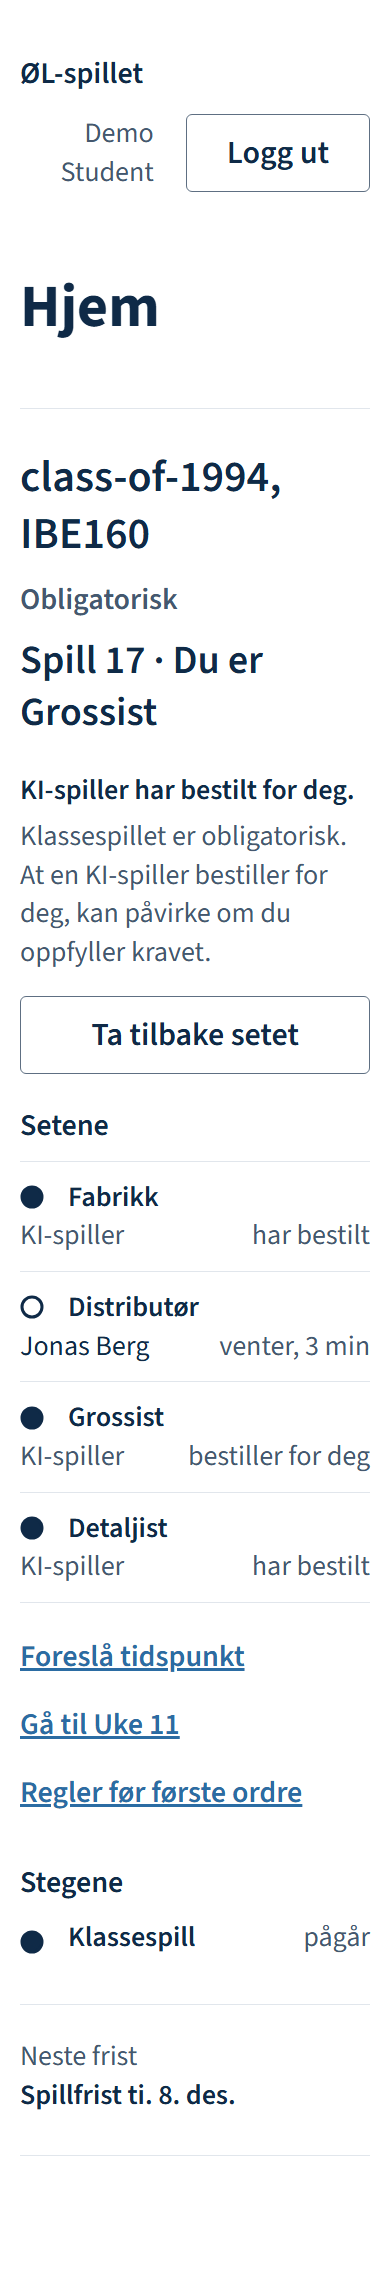 ØL-spillet
Demo
Student
Logg ut
Hjem
class-of-1994,
IBE160
Obligatorisk
Spill 17 · Du er
Grossist
KI-spiller har bestilt for deg.
Klassespillet er obligatorisk.
At en KI-spiller bestiller for
deg, kan påvirke om du
oppfyller kravet.
Ta tilbake setet
Setene
Fabrikk
KI-spiller har bestilt
Distributør
Jonas Berg venter, 3 min
Grossist
KI-spiller bestiller for deg
Detaljist
KI-spiller har bestilt
Foreslå tidspunkt
Gå til Uke 11
Regler før første ordre
Stegene
Klassespill pågår
Neste frist
Spillfrist ti. 8. des.